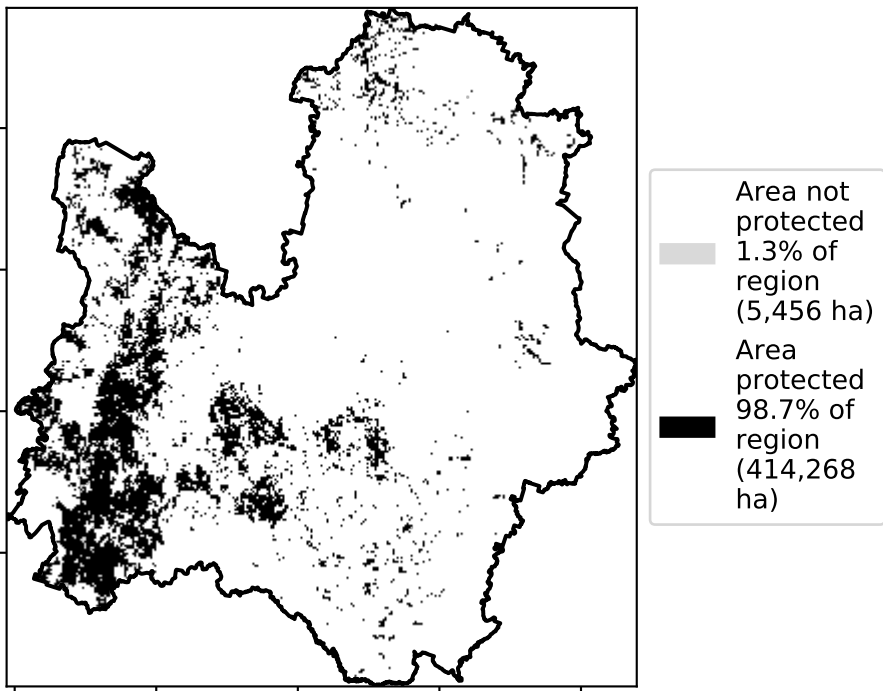 Area not
protected
1.3% of
region
(5,456 ha)
Area
protected
98.7% of
region
(414,268
ha)